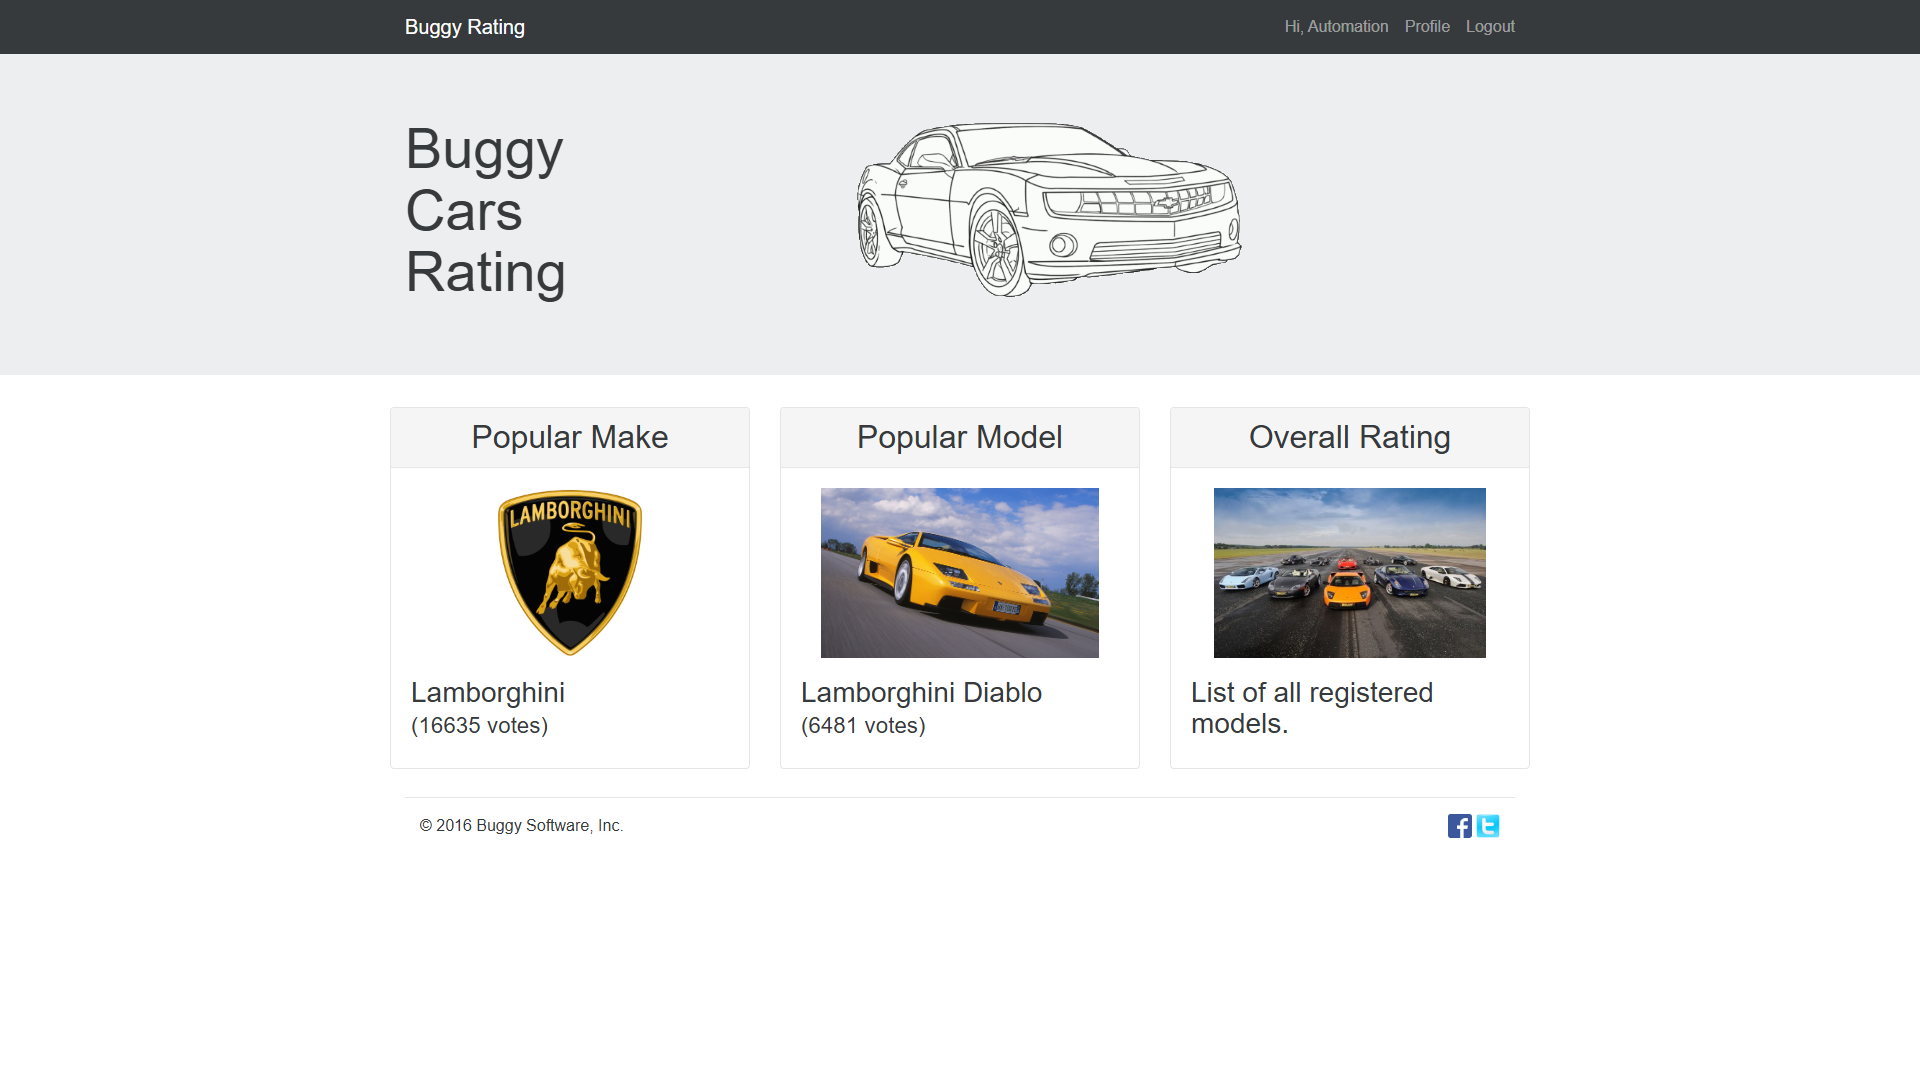 Buggy Rating
Hi, Automation
Profile
Logout
Buggy
Cars
Rating
Popular Make
LAMBORGHINI
Lamborghini
(16635 votes)
Popular Model
Lamborghini Diablo
(6481 votes)
Overall Rating
List of all registered
models.
© 2016 Buggy Software, Inc.